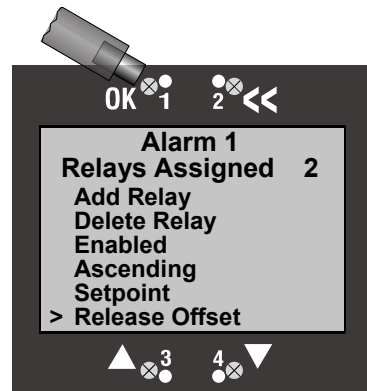 OK 1 2 <<
Alarm 1
Relays Assigned 2
Add Relay
Delete Relay
Enabled
Ascending
Setpoint
> Release Offset
3 4